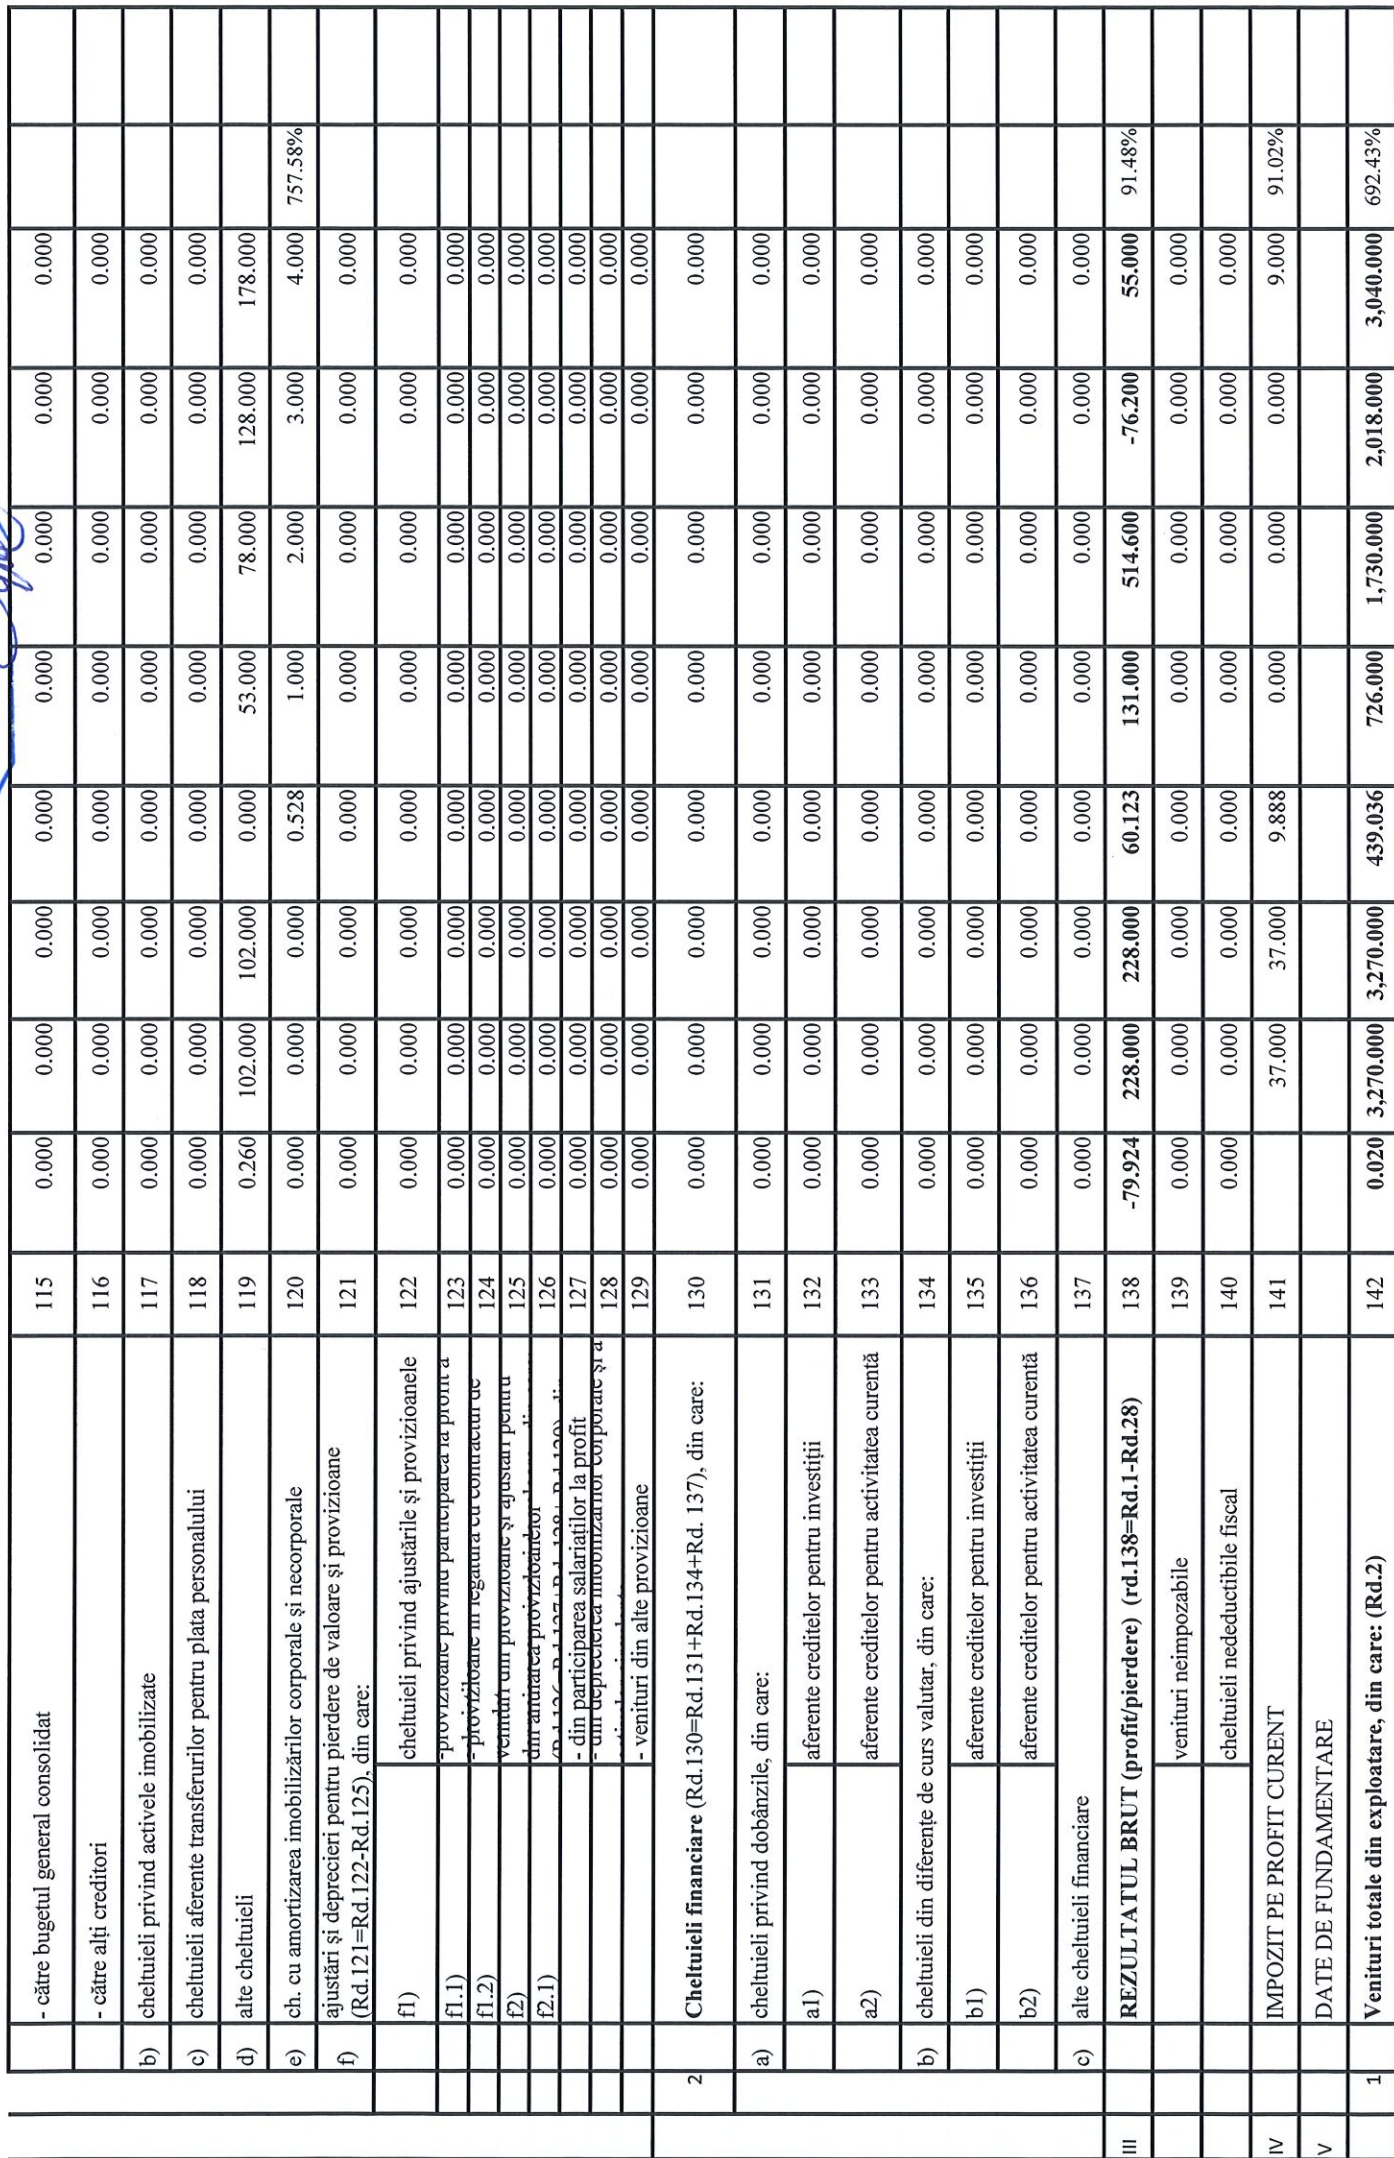 - către bugetul general consolidat 115 0.000 0.000 0.000 0.000 0.000 0.000 0.000 0.000
- către alți creditori 116 0.000 0.000 0.000 0.000 0.000 0.000 0.000 0.000
b) cheltuieli privind activele imobilizate 117 0.000 0.000 0.000 0.000 0.000 0.000 0.000 0.000
c) cheltuieli aferente transferurilor pentru plata personalului 118 0.000 0.000 0.000 0.000 0.000 0.000 0.000 0.000
d) alte cheltuieli 119 0.260 102.000 102.000 0.000 53.000 78.000 128.000 178.000
e) ch. cu amortizarea imobilizărilor corporale și necorporale 120 0.000 0.000 0.000 0.528 1.000 2.000 3.000 4.000 757.58%
f) ajustări și deprecieri pentru pierdere de valoare și provizioane
(Rd.121=Rd.122-Rd.125), din care: 121 0.000 0.000 0.000 0.000 0.000 0.000 0.000 0.000
f1) cheltuieli privind ajustările și provizioanele 122 0.000 0.000 0.000 0.000 0.000 0.000 0.000 0.000
f1.1) -provizioane privind participarea la profit a 123 0.000 0.000 0.000 0.000 0.000 0.000 0.000 0.000
f1.2) - provizioane in legatura cu contractul de 124 0.000 0.000 0.000 0.000 0.000 0.000 0.000 0.000
f2) venituri din provizioane și ajustări pentru 125 0.000 0.000 0.000 0.000 0.000 0.000 0.000 0.000
f2.1) din anularea provizioanelor 126 0.000 0.000 0.000 0.000 0.000 0.000 0.000 0.000
- din participarea salariaților la profit 127 0.000 0.000 0.000 0.000 0.000 0.000 0.000 0.000
- din deprecierea imobilizărilor corporale și a 128 0.000 0.000 0.000 0.000 0.000 0.000 0.000 0.000
- venituri din alte provizioane 129 0.000 0.000 0.000 0.000 0.000 0.000 0.000 0.000
2 Cheltuieli financiare (Rd.130=Rd.131+Rd.134+Rd. 137), din care: 130 0.000 0.000 0.000 0.000 0.000 0.000 0.000 0.000
a) cheltuieli privind dobânzile, din care: 131 0.000 0.000 0.000 0.000 0.000 0.000 0.000 0.000
a1) aferente creditelor pentru investiții 132 0.000 0.000 0.000 0.000 0.000 0.000 0.000 0.000
a2) aferente creditelor pentru activitatea curentă 133 0.000 0.000 0.000 0.000 0.000 0.000 0.000 0.000
b) cheltuieli din diferențe de curs valutar, din care: 134 0.000 0.000 0.000 0.000 0.000 0.000 0.000 0.000
b1) aferente creditelor pentru investiții 135 0.000 0.000 0.000 0.000 0.000 0.000 0.000 0.000
b2) aferente creditelor pentru activitatea curentă 136 0.000 0.000 0.000 0.000 0.000 0.000 0.000 0.000
c) alte cheltuieli financiare 137 0.000 0.000 0.000 0.000 0.000 0.000 0.000 0.000
III REZULTATUL BRUT (profit/pierdere) (rd.138=Rd.1-Rd.28) 138 -79.924 228.000 228.000 60.123 131.000 514.600 -76.200 55.000 91.48%
venituri neimpozabile 139 0.000 0.000 0.000 0.000 0.000 0.000 0.000 0.000
cheltuieli nedeductibile fiscal 140 0.000 0.000 0.000 0.000 0.000 0.000 0.000 0.000
IV IMPOZIT PE PROFIT CURENT 141 37.000 37.000 9.888 0.000 0.000 0.000 9.000 91.02%
V DATE DE FUNDAMENTARE
1 Venituri totale din exploatare, din care: (Rd.2) 142 0.020 3,270.000 3,270.000 439.036 726.000 1,730.000 2,018.000 3,040.000 692.43%